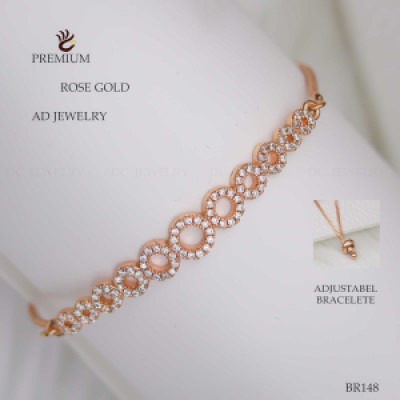 PREMIUM
ROSE GOLD
AD JEWELRY
ADJUSTABEL
BRACELETE
BR148